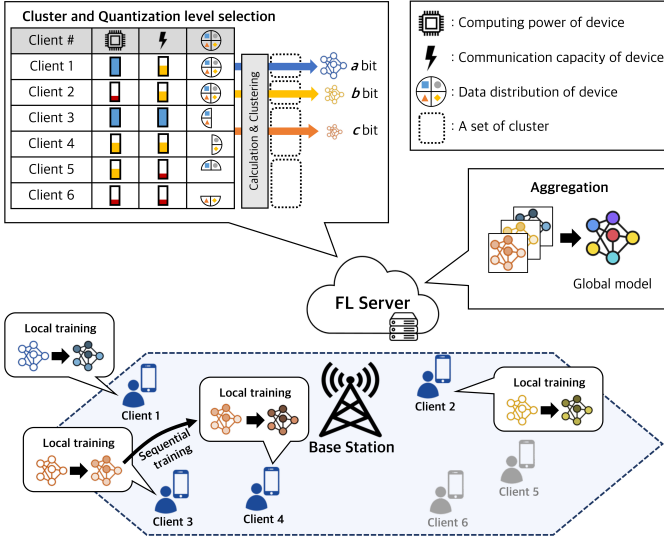 Cluster and Quantization level selection
Client #
Client 1
Client 2
Client 3
Client 4
Client 5
Client 6
Calculation & Clustering
a bit
b bit
c bit
: Computing power of device
: Communication capacity of device
: Data distribution of device
: A set of cluster
Aggregation
Global model
FL Server
Local training
Client 1
Local training
Sequential
training
Local training
Base Station
Client 2
Local training
Client 3
Client 4
Client 5
Client 6